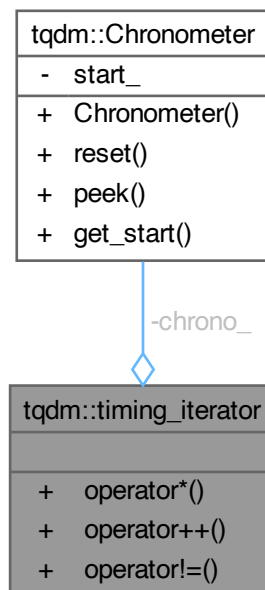 tqdm::Chronometer
- start_
+ Chronometer()
+ reset()
+ peek()
+ get_start()
-chrono_
tqdm::timing_iterator
+ operator*()
+ operator++()
+ operator!=()